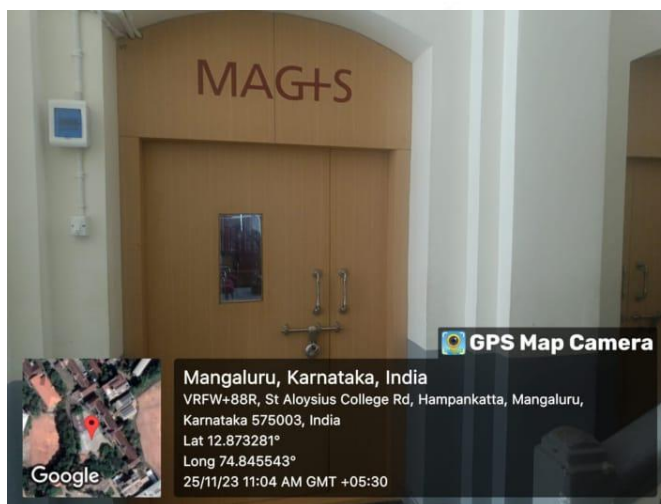 MAG+S
GPS Map Camera
Mangaluru, Karnataka, India
VRFW+88R, St Aloysius College Rd, Hampankatta, Mangaluru,
Karnataka 575003, India
Lat 12.873281°
Long 74.845543°
25/11/23 11:04 AM GMT +05:30
Google